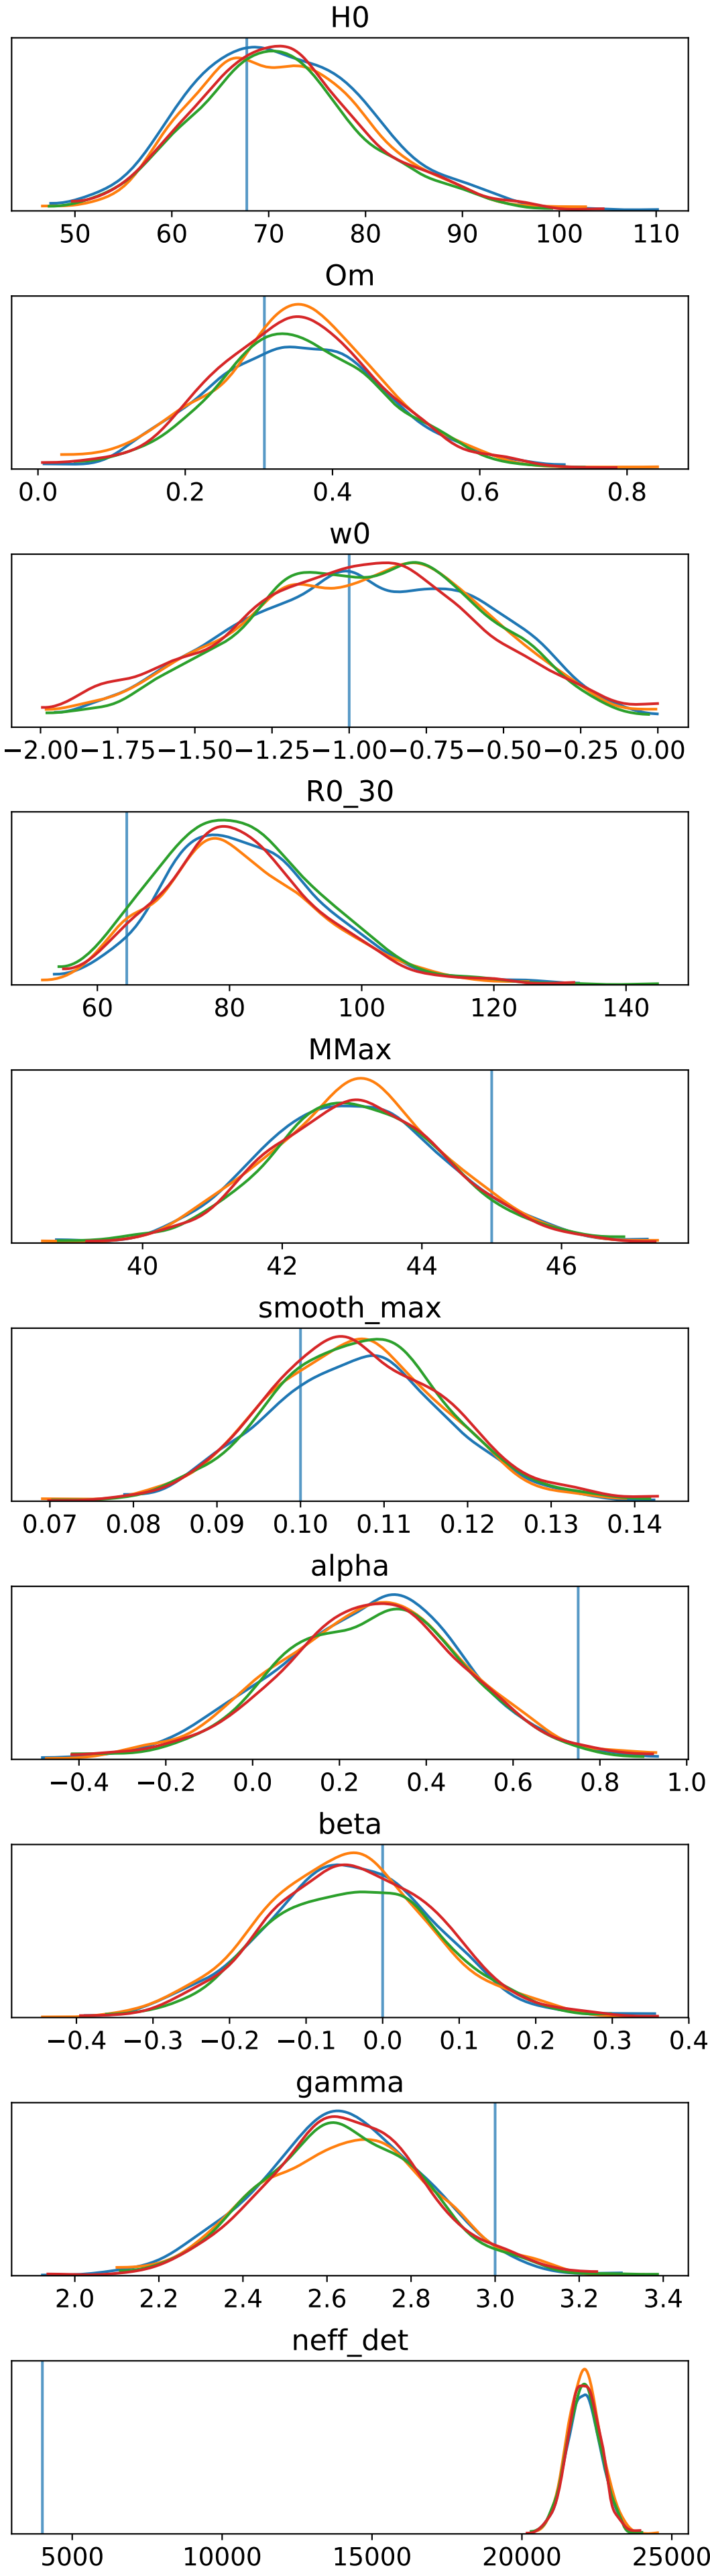 H0
50 60 70 80 90 100 110
Om
0.0 0.2 0.4 0.6 0.8
w0
−2.00−1.75−1.50−1.25−1.00−0.75−0.50−0.25 0.00
R0_30
60 80 100 120 140
MMax
40 42 44 46
smooth_max
0.07 0.08 0.09 0.10 0.11 0.12 0.13 0.14
alpha
−0.4 −0.2 0.0 0.2 0.4 0.6 0.8 1.0
beta
−0.4 −0.3 −0.2 −0.1 0.0 0.1 0.2 0.3 0.4
gamma
2.0 2.2 2.4 2.6 2.8 3.0 3.2 3.4
neff_det
5000 10000 15000 20000 25000